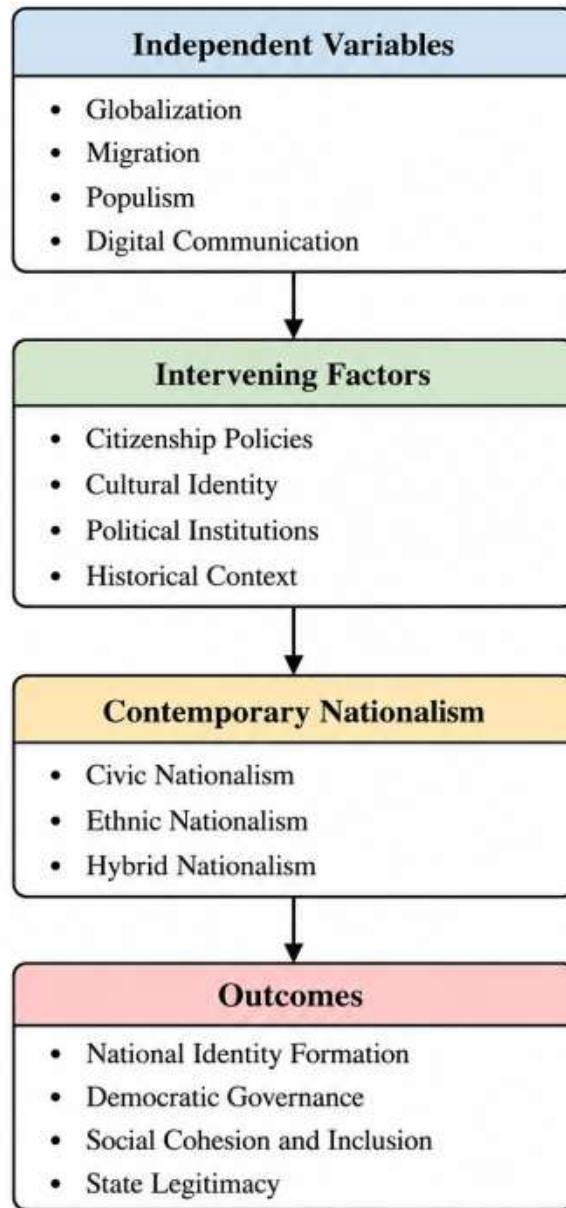 Independent Variables
• Globalization
• Migration
• Populism
• Digital Communication
Intervening Factors
• Citizenship Policies
• Cultural Identity
• Political Institutions
• Historical Context
Contemporary Nationalism
• Civic Nationalism
• Ethnic Nationalism
• Hybrid Nationalism
Outcomes
• National Identity Formation
• Democratic Governance
• Social Cohesion and Inclusion
• State Legitimacy